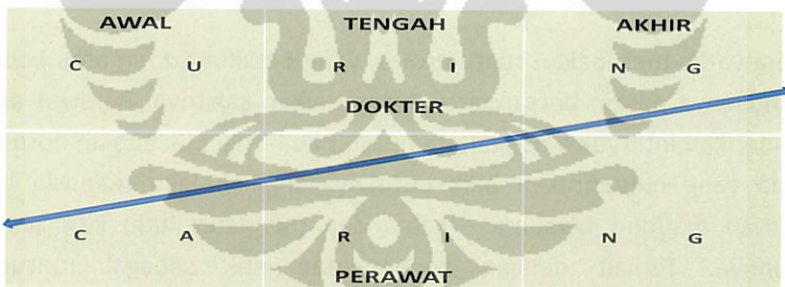 AWAL TENGAH AKHIR
C U R I N G
DOKTER
C A R I N G
PERAWAT